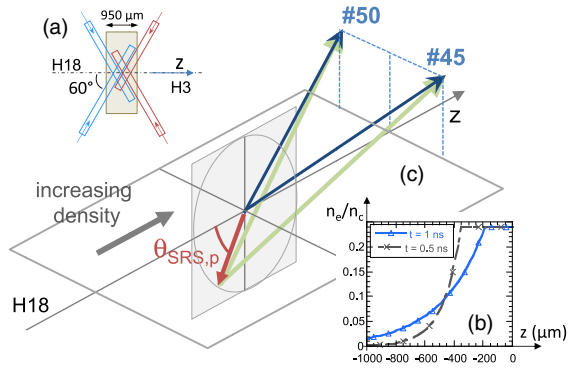 (a)
950 μm
H18
60°
z
H3
#50
#45
z
(c)
increasing
density
θSRS,p
H18
ne/nc
t = 1 ns
t = 0.5 ns
0.2
0.15
0.1
0.05
0
(b)
z (μm)
-1000 -800 -600 -400 -200 0